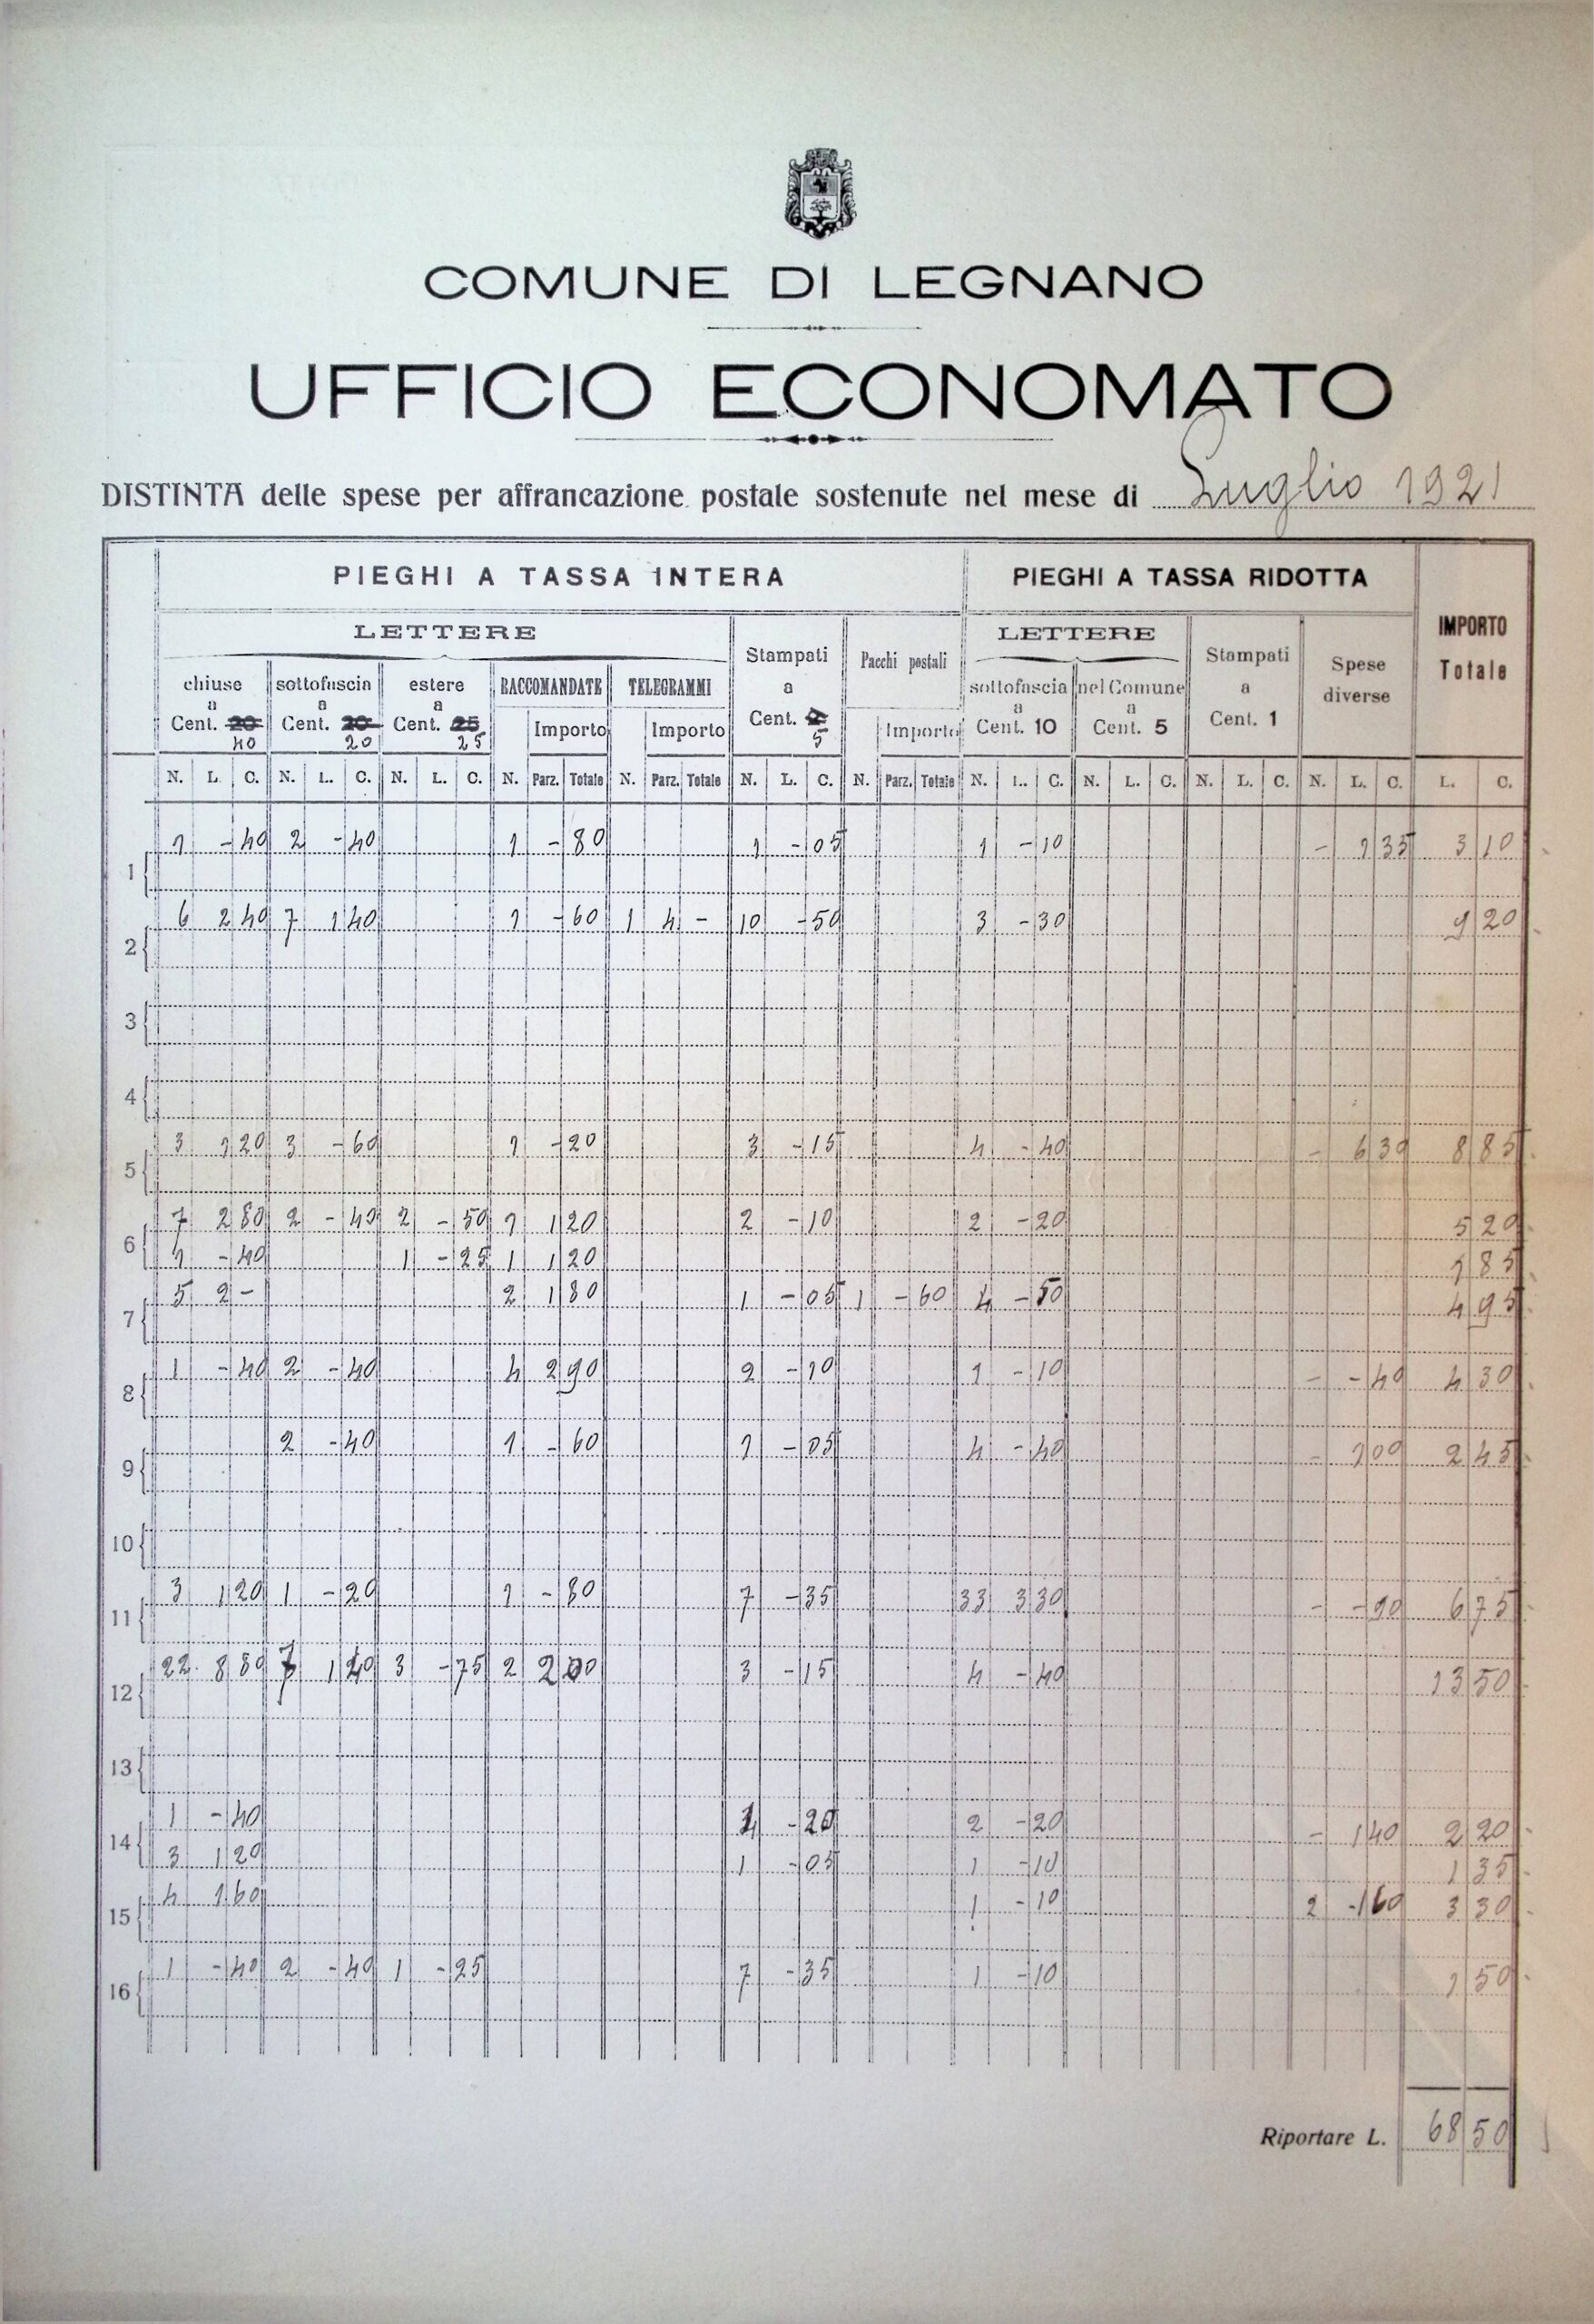 COMUNE DI LEGNANO
UFFICIO ECONOMATO
DISTINTA delle spese per affrancazione postale sostenute nel mese di Luglio 1921
PIEGHI A TASSA INTERA PIEGHI A TASSA RIDOTTA IMPORTO Totale
LETTERE Stampati a Cent. 5 Pacchi postali LETTERE Stampati a Cent. 1 Spese diverse
chiuse a Cent. 20 40 sottofascia a Cent. 20 20 estere a Cent. 25 25 RACCOMANDATE TELEGRAMMI sottofascia a Cent. 10 nel Comune a Cent. 5
Importo Importo Importo
N. L. C. N. L. C. N. L. C. N. Parz. Totale N. Parz. Totale N. L. C. N. Parz. Totale N. L. C. N. L. C. N. L. C. N. L. C. L. C.
1 1 - 40 2 - 40 1 - 80 1 - 05 1 - 10 - 1 35 3 10
2 6 2 40 7 1 40 1 - 60 1 4 - 10 - 50 3 - 30 9 20
3
4
5 3 1 20 3 - 60 1 - 20 3 - 15 4 - 40 - 6 30 8 85
6 7 2 80 2 - 40 2 - 50 1 1 20 2 - 10 2 - 20 5 20
1 - 40 1 - 25 1 1 20 1 85
7 5 2 - 2 1 80 1 - 05 1 - 60 4 - 50 4 95
8 1 - 40 2 - 40 4 2 90 2 - 10 1 - 10 - - 40 4 30
9 2 - 40 1 - 60 1 - 05 4 - 40 - 1 00 2 45
10
11 3 1 20 1 - 20 1 - 80 7 - 35 33 3 30 - - 90 6 75
12 22 8 80 7 1 40 3 - 75 2 2 00 3 - 15 4 - 40 13 50
13
14 1 - 40 4 - 20 2 - 20 - 1 40 2 20
3 1 20 1 - 05 1 - 10 1 35
15 4 1 60 1 - 10 2 - 1 60 3 30
16 1 - 40 2 - 40 1 - 25 7 - 35 1 - 10 1 50
Riportare L. 68 50